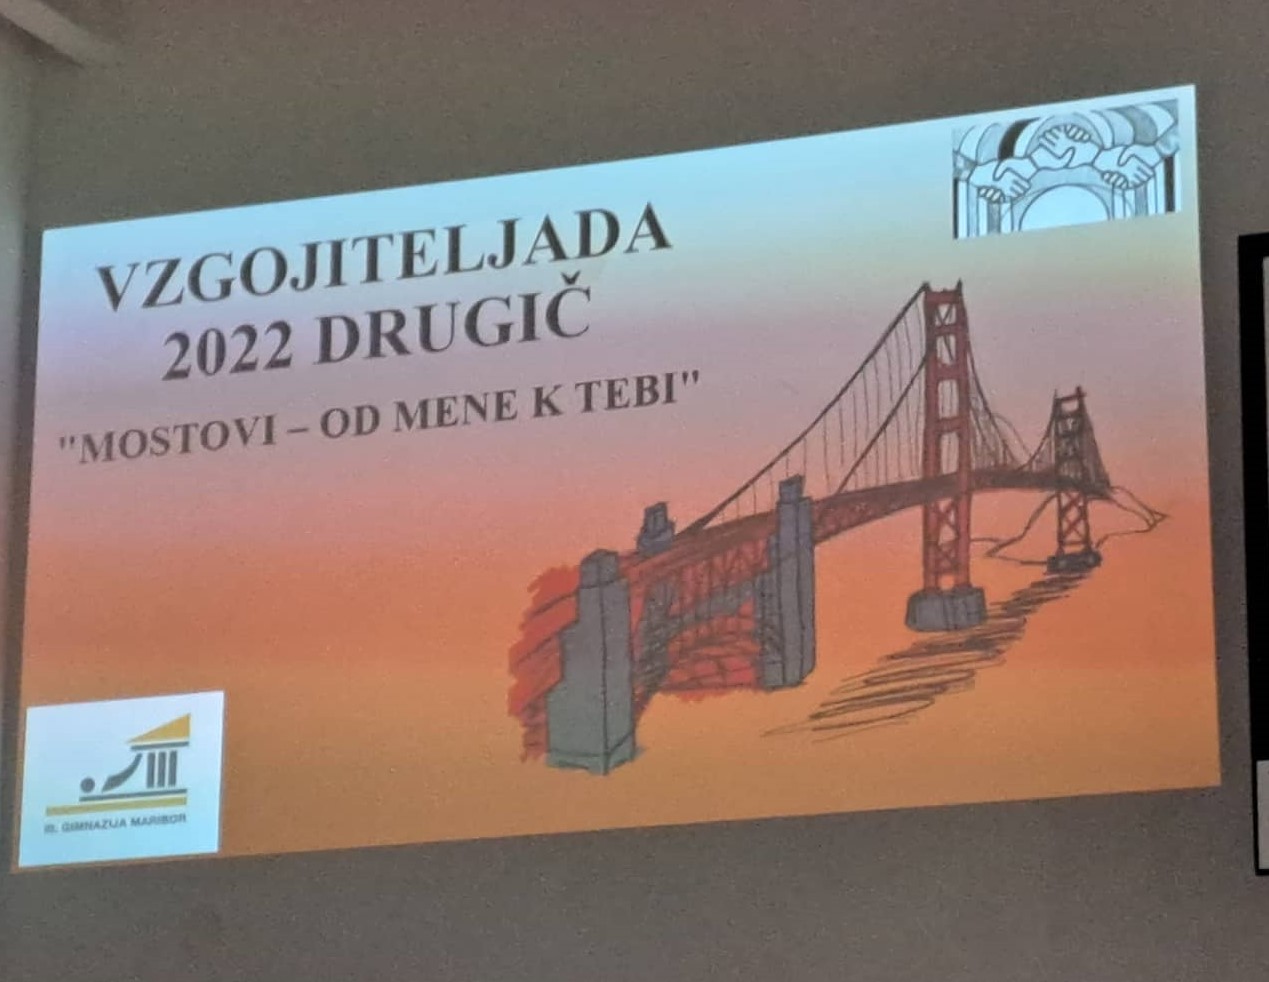 VZGOJITELJADA
2022 DRUGIČ
"MOSTOVI – OD MENE K TEBI"
III. GIMNAZIJA MARIBOR